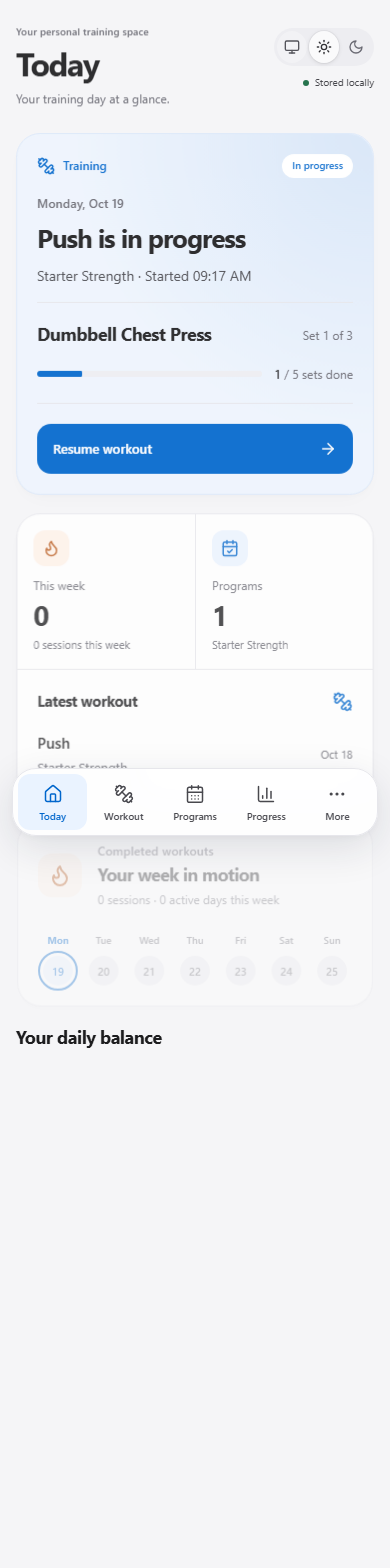 Your personal training space
Today
Stored locally
Your training day at a glance.
Training
In progress
Monday, Oct 19
Push is in progress
Starter Strength · Started 09:17 AM
Dumbbell Chest Press
Set 1 of 3
1 / 5 sets done
Resume workout
This week
0
0 sessions this week
Programs
1
Starter Strength
Latest workout
Push
Oct 18
Starter Strength
Today
Workout
Programs
Progress
More
Completed workouts
Your week in motion
0 sessions · 0 active days this week
Mon Tue Wed Thu Fri Sat Sun
19 20 21 22 23 24 25
Your daily balance